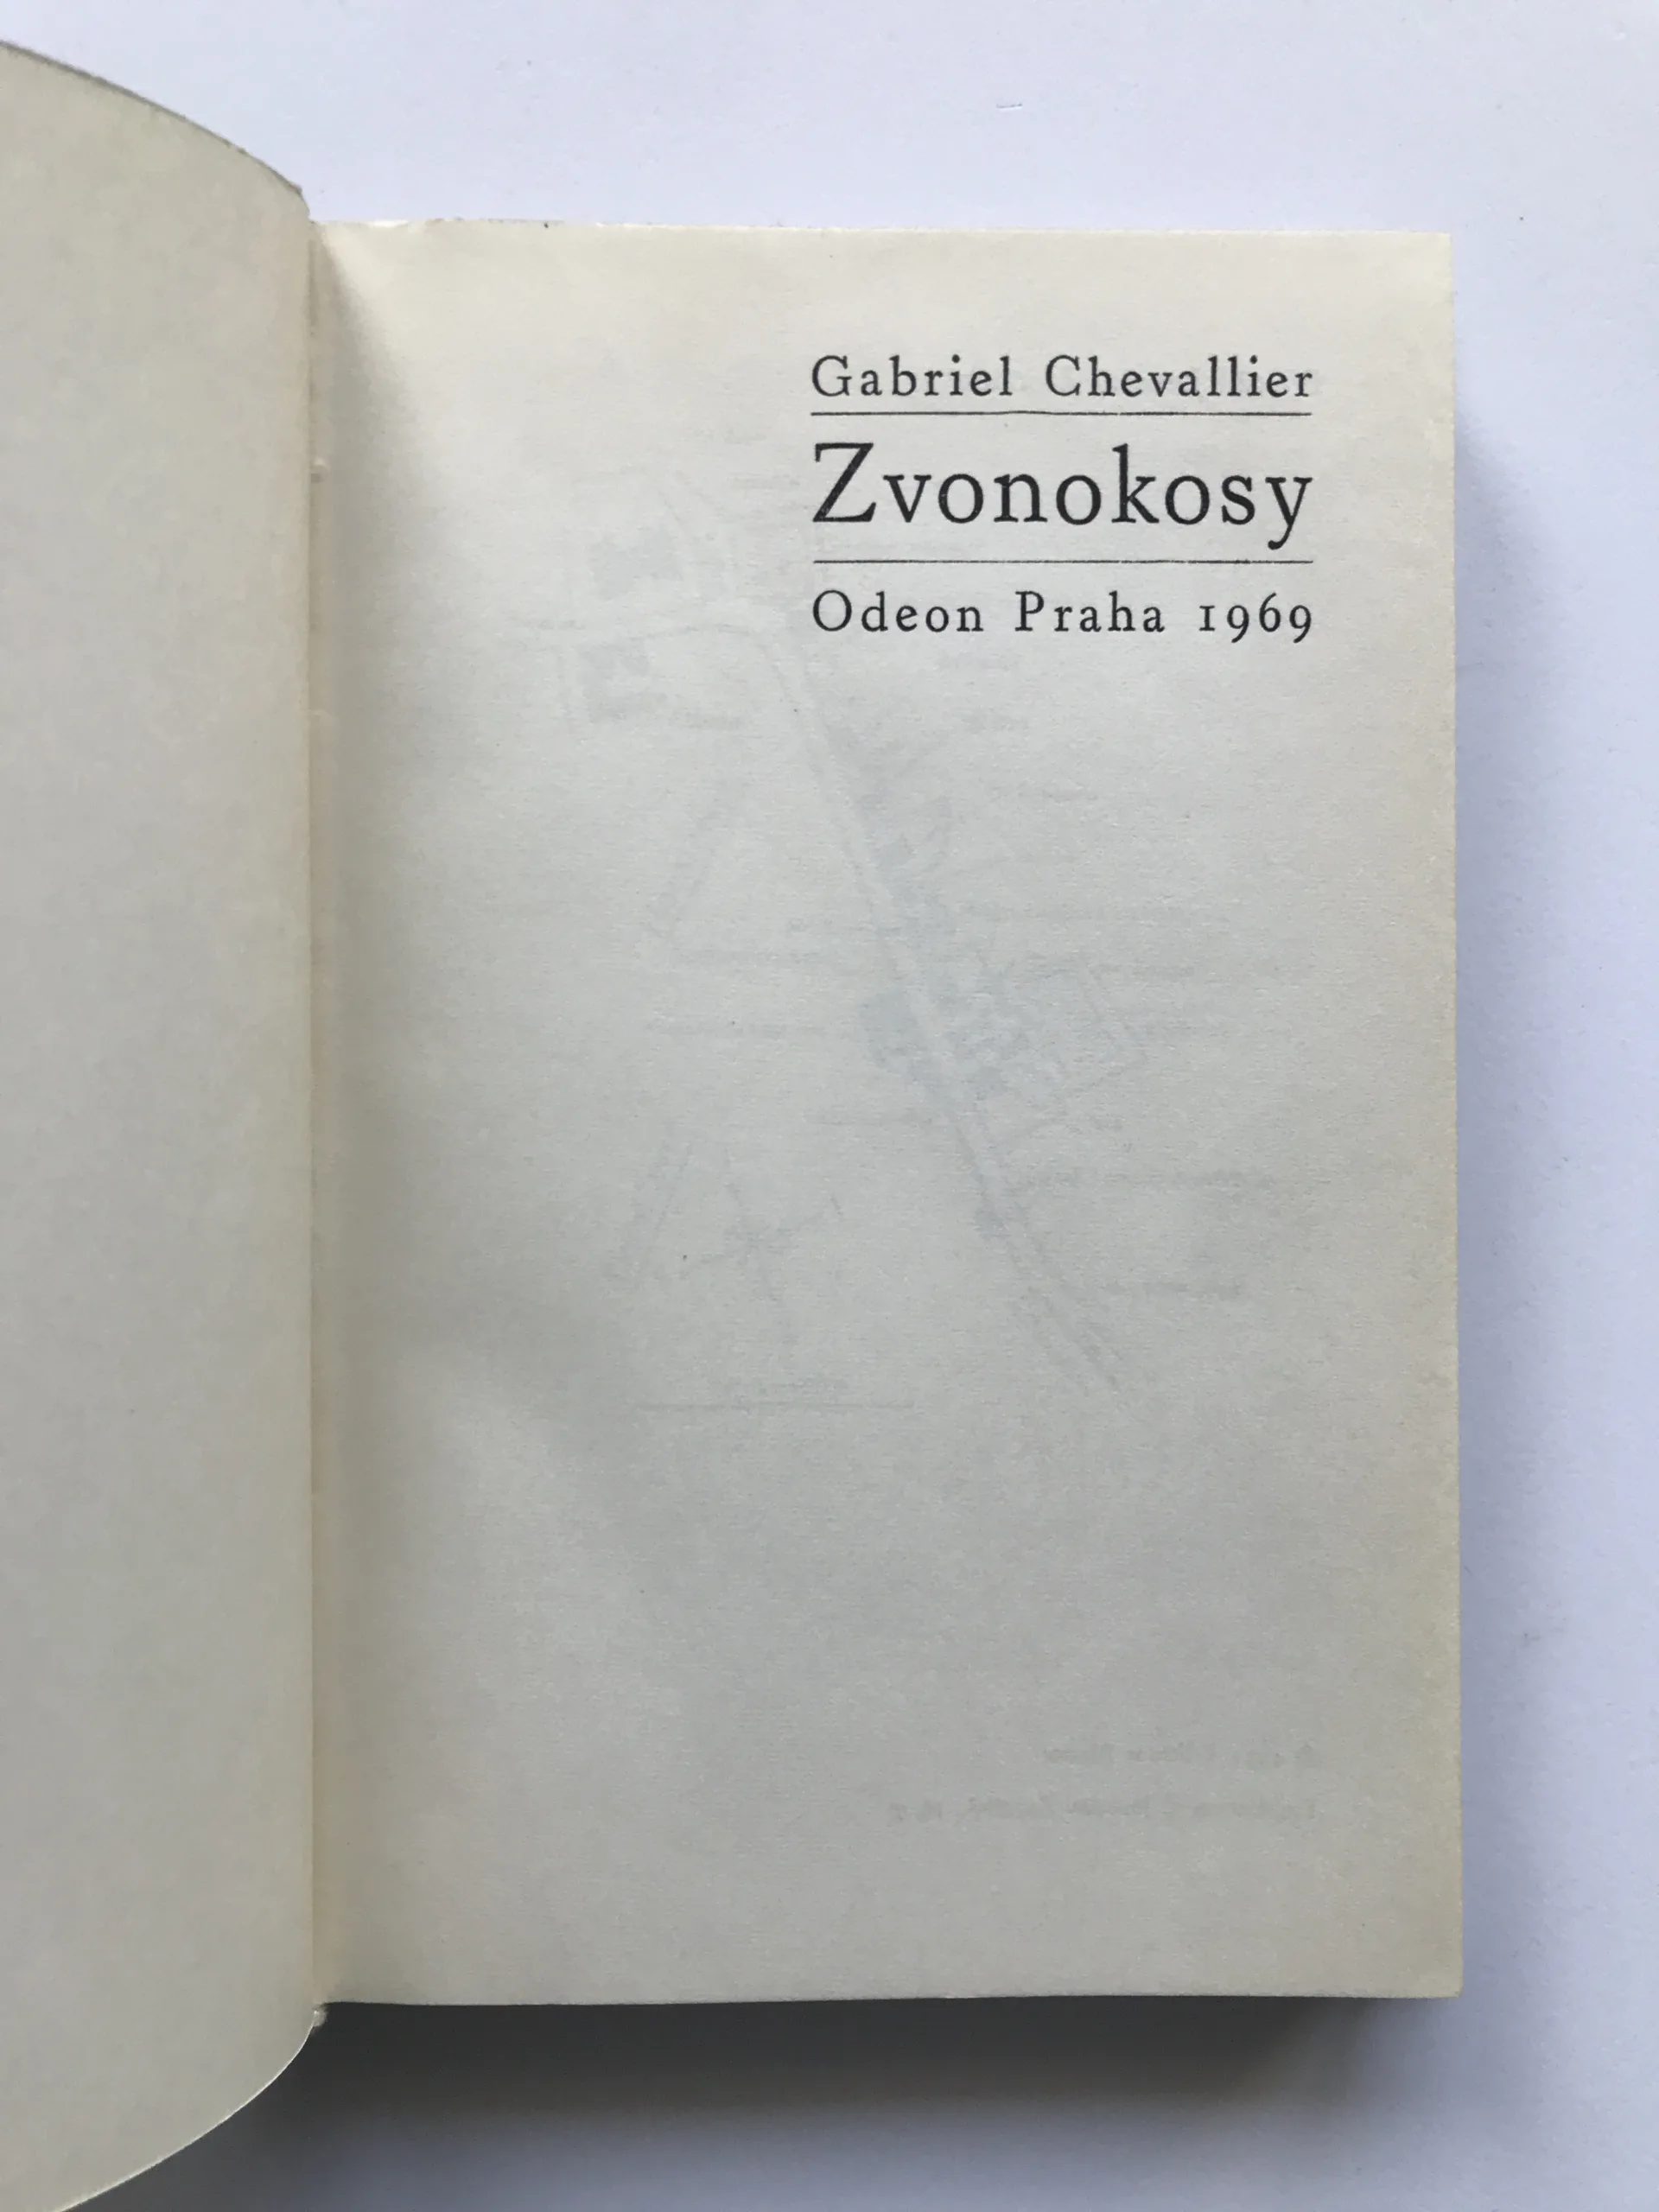 Gabriel Chevallier
Zvonokosy
Odeon Praha 1969